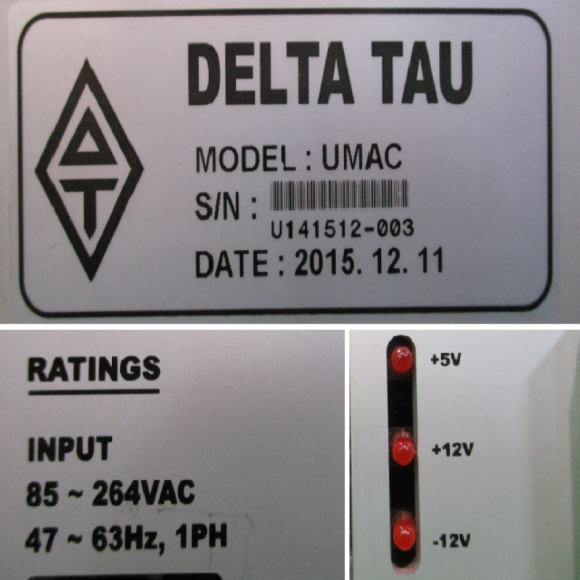 DELTA TAU
MODEL : UMAC
S/N :
U141512-003
DATE : 2015. 12. 11
RATINGS
INPUT
85 ~ 264VAC
47 ~ 63Hz, 1PH
+5V
+12V
-12V